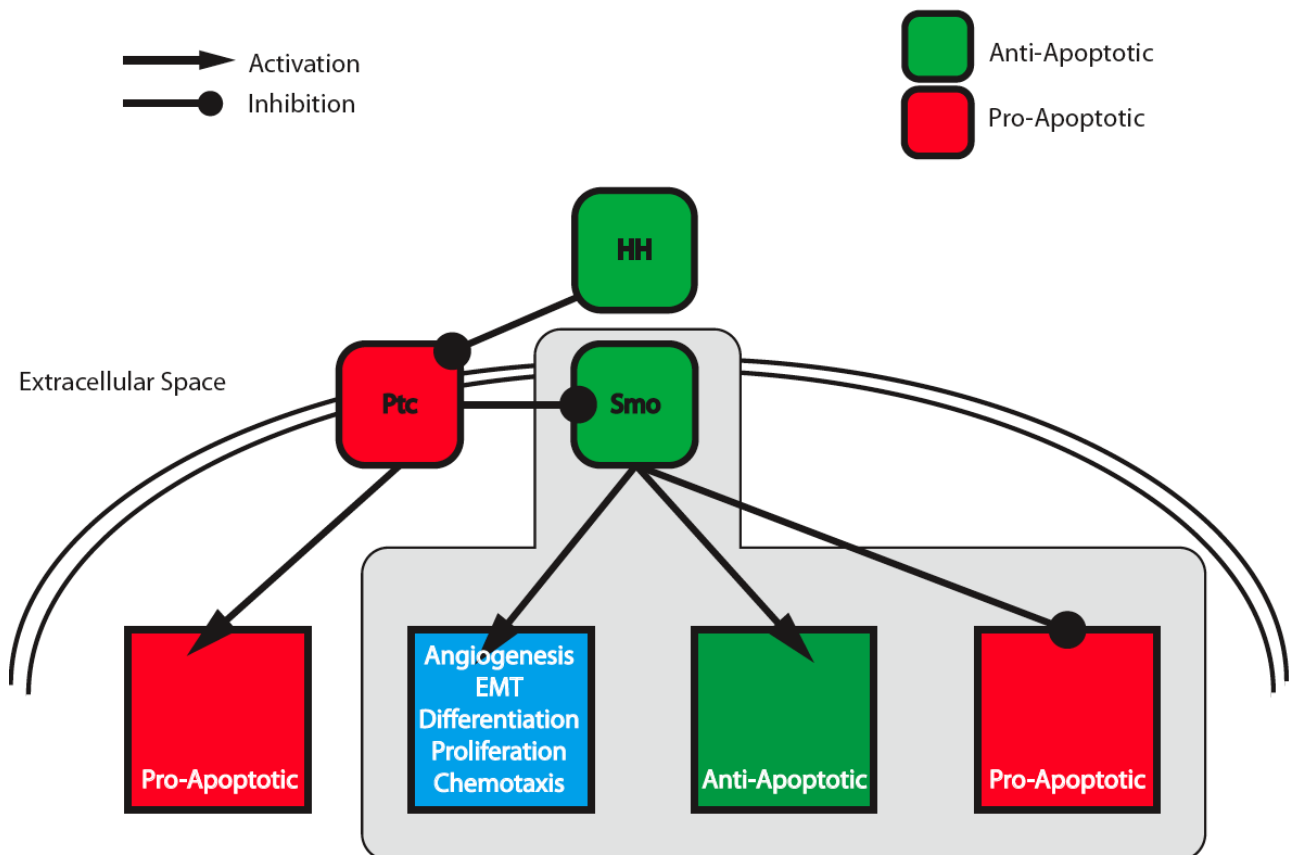 Activation
Inhibition
Anti-Apoptotic
Pro-Apoptotic
HH
Extracellular Space
Ptc
Smo
Pro-Apoptotic
Angiogenesis
EMT
Differentiation
Proliferation
Chemotaxis
Anti-Apoptotic
Pro-Apoptotic